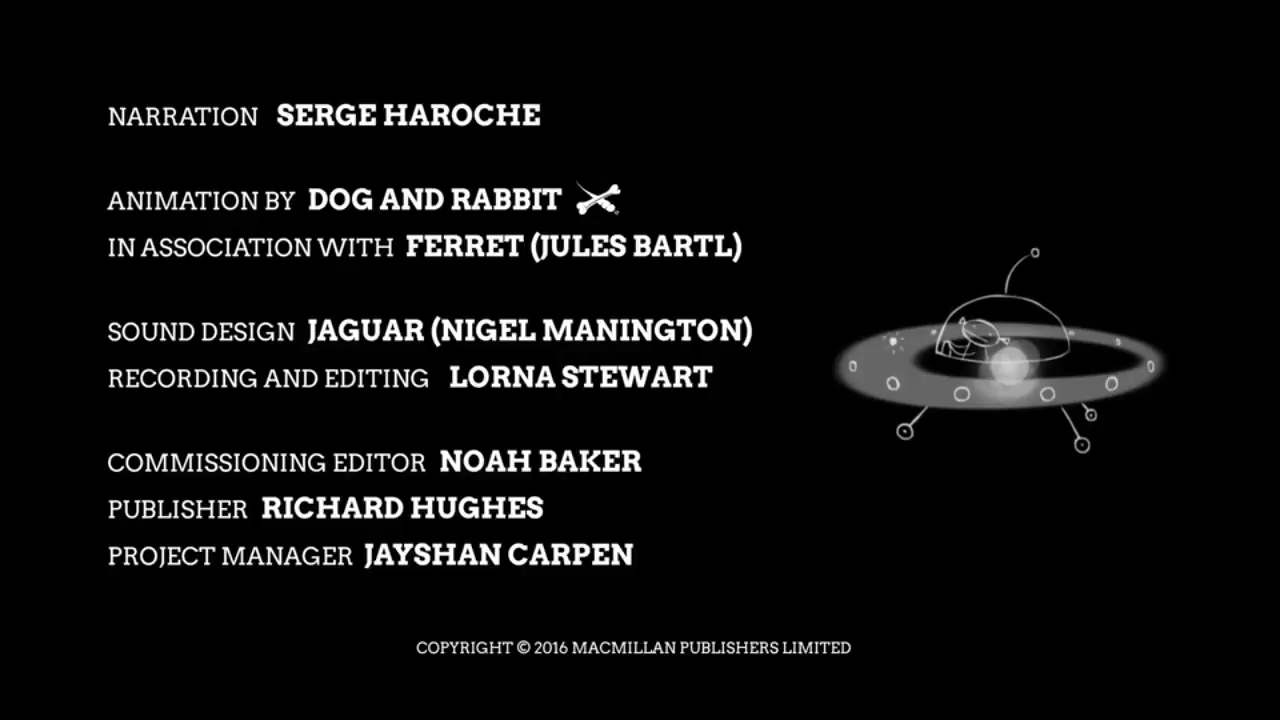 NARRATION SERGE HAROCHE
ANIMATION BY DOG AND RABBIT
IN ASSOCIATION WITH FERRET (JULES BARTL)
SOUND DESIGN JAGUAR (NIGEL MANINGTON)
RECORDING AND EDITING LORNA STEWART
COMMISSIONING EDITOR NOAH BAKER
PUBLISHER RICHARD HUGHES
PROJECT MANAGER JAYSHAN CARPEN
COPYRIGHT © 2016 MACMILLAN PUBLISHERS LIMITED